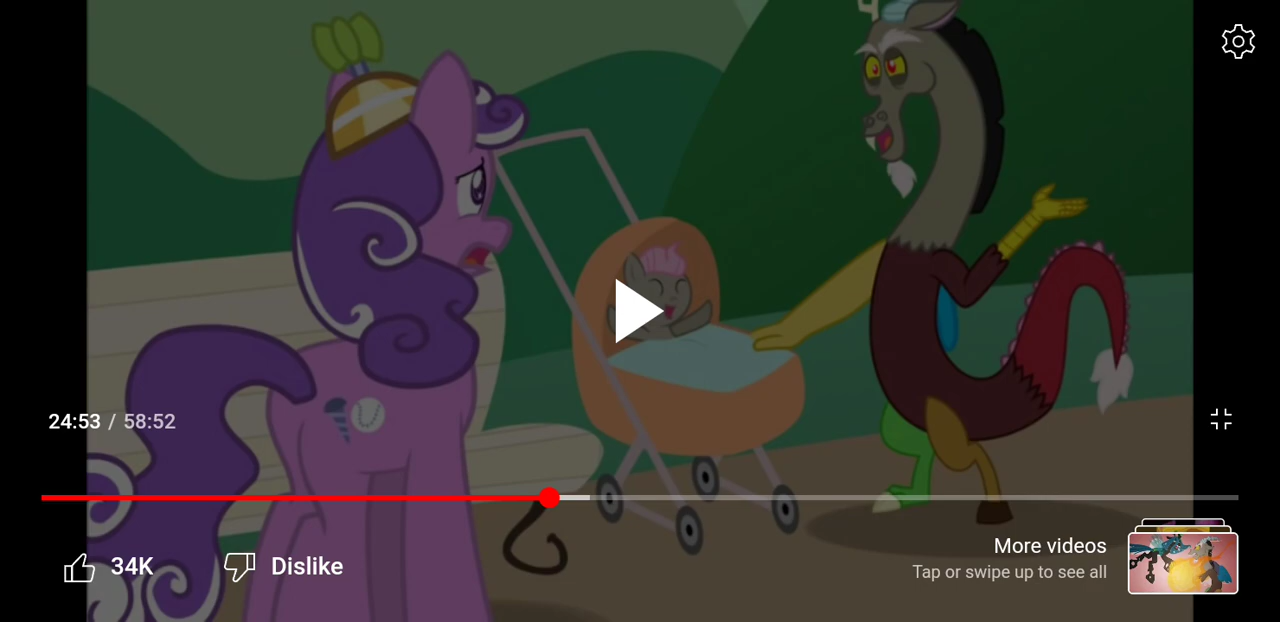 24:53 / 58:52
34K
Dislike
More videos
Tap or swipe up to see all